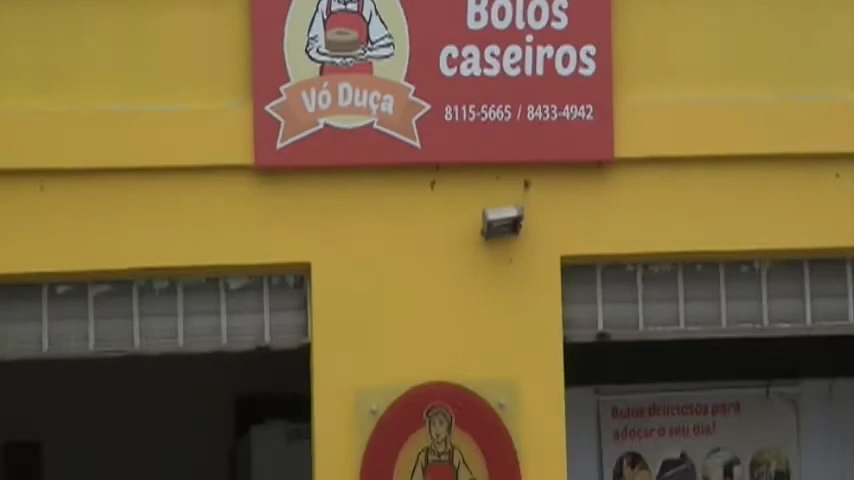 Bolos
caseiros
Vó Duça
8115-5665 / 8433-4942
Bolos deliciosos para
adoçar o seu dia!